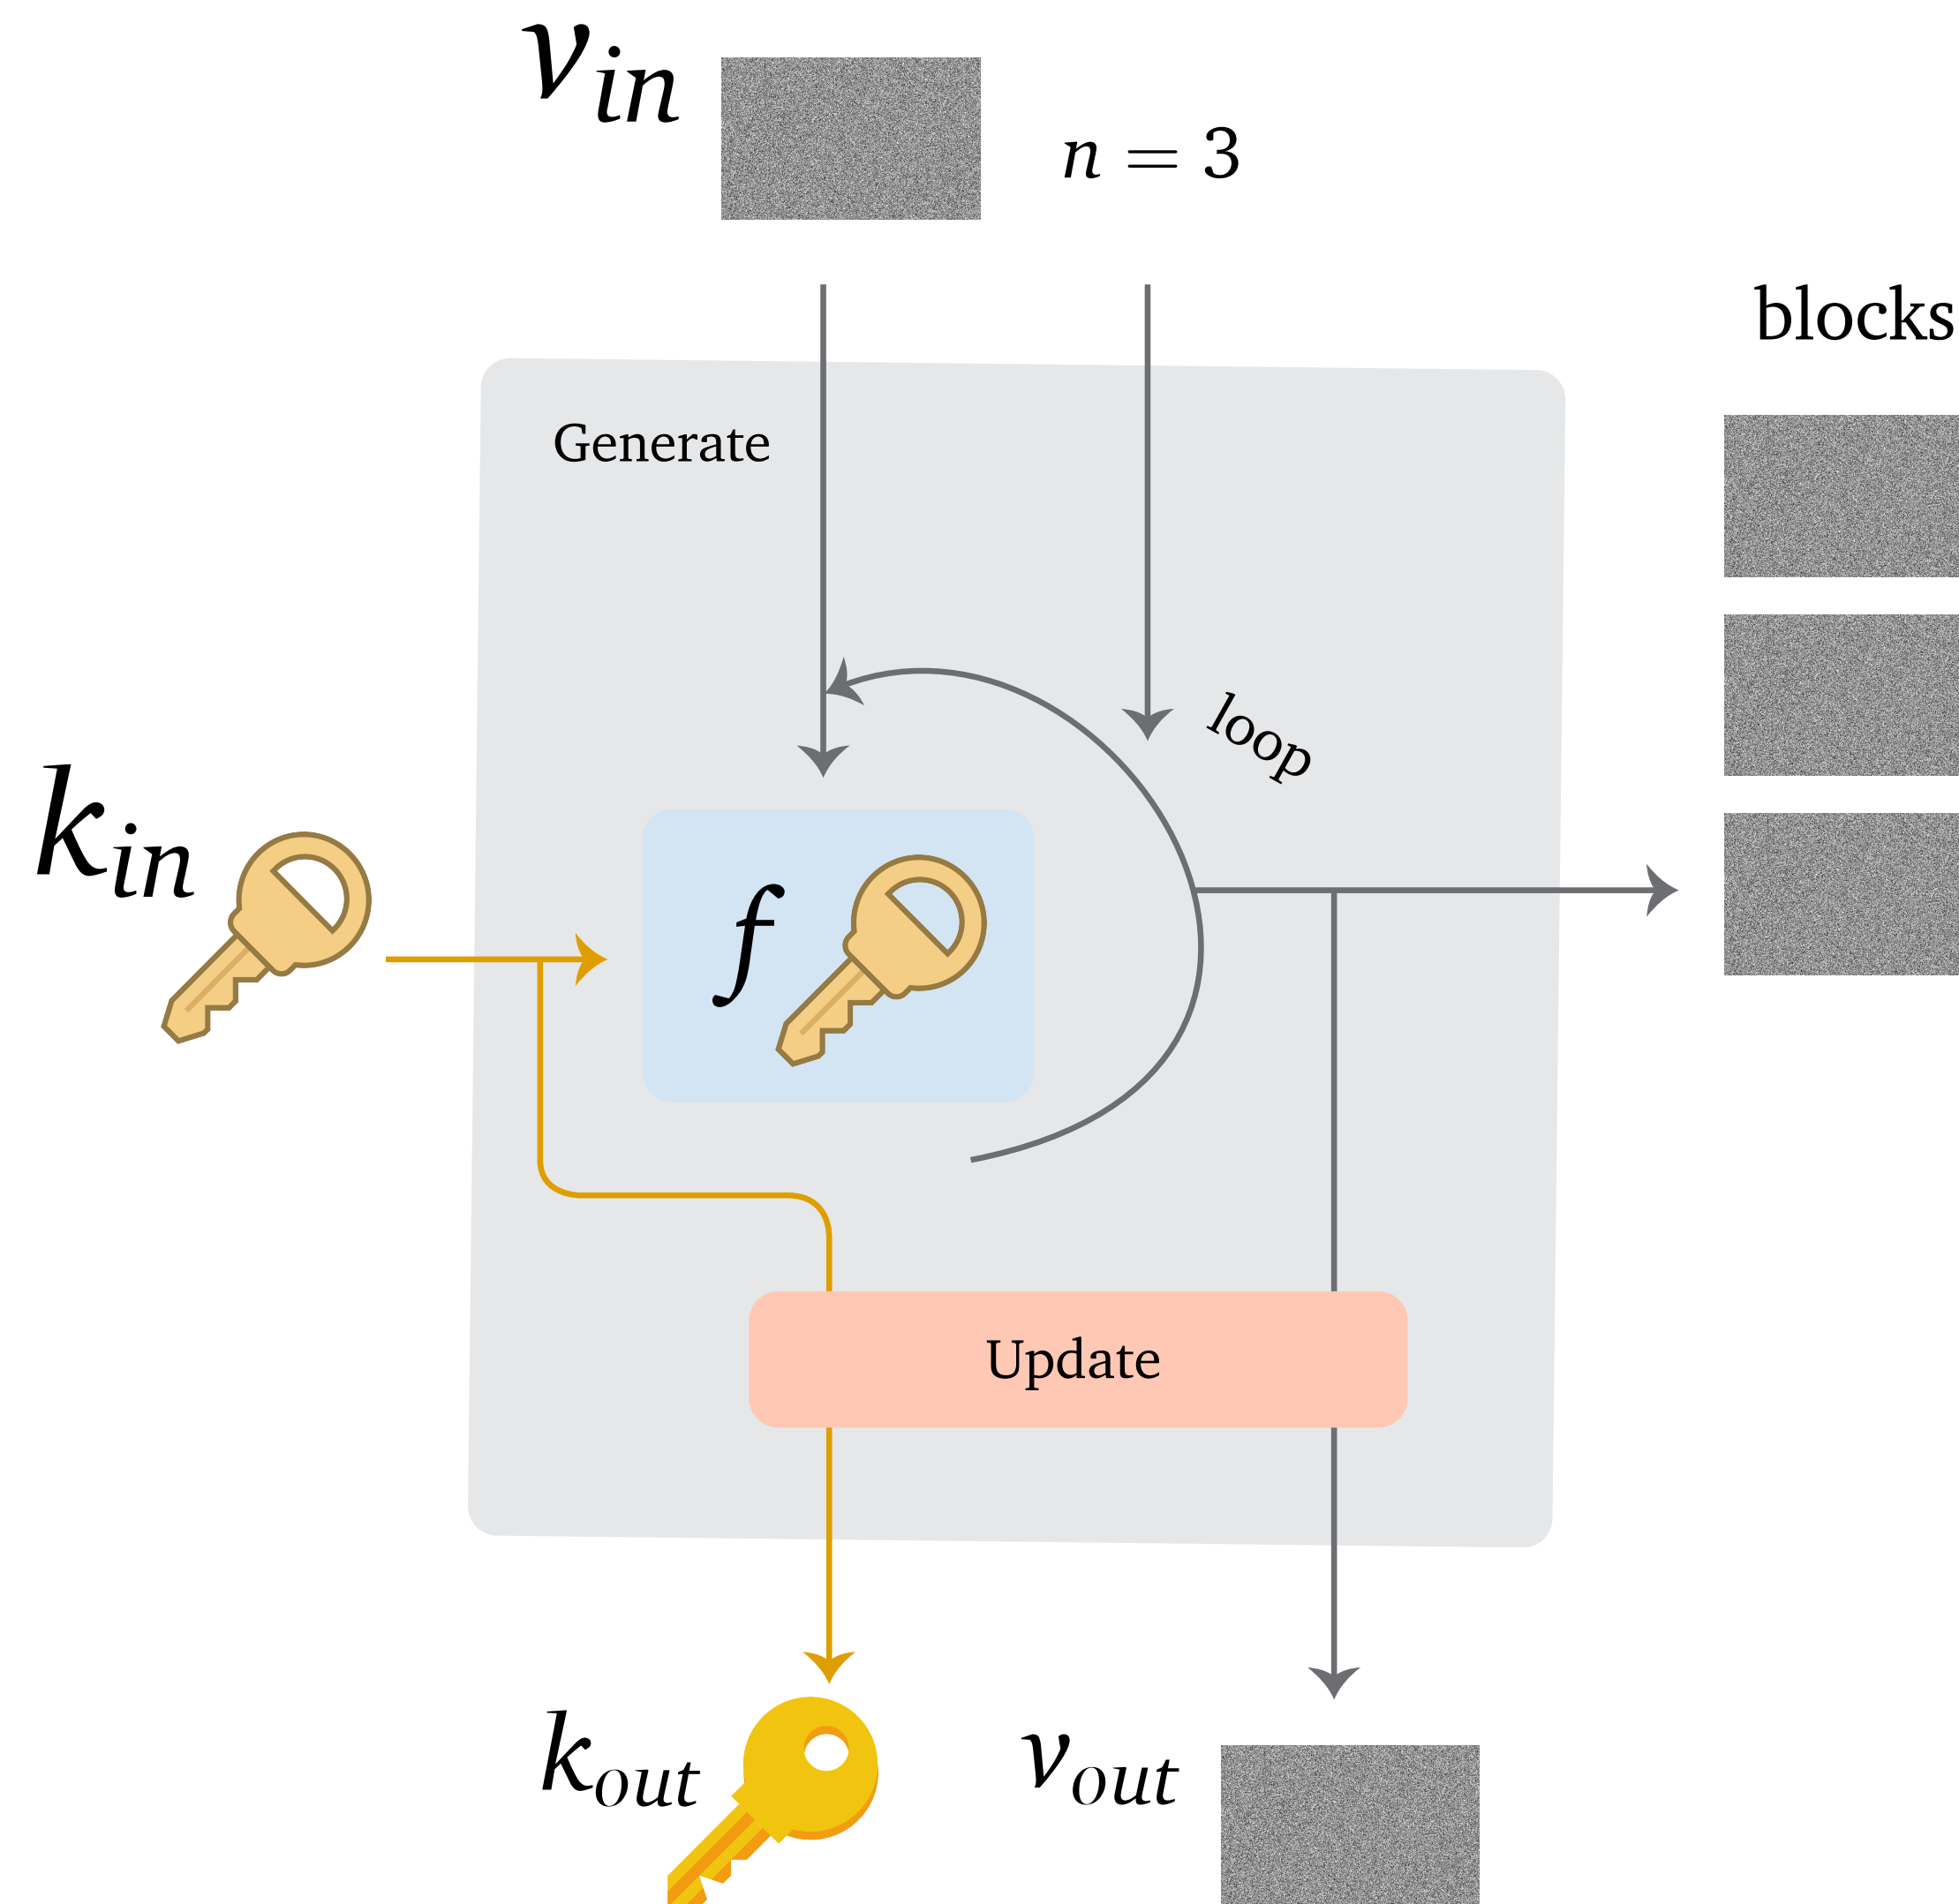 v_in
n = 3
blocks
Generate
loop
k_in
f
Update
k_out
v_out